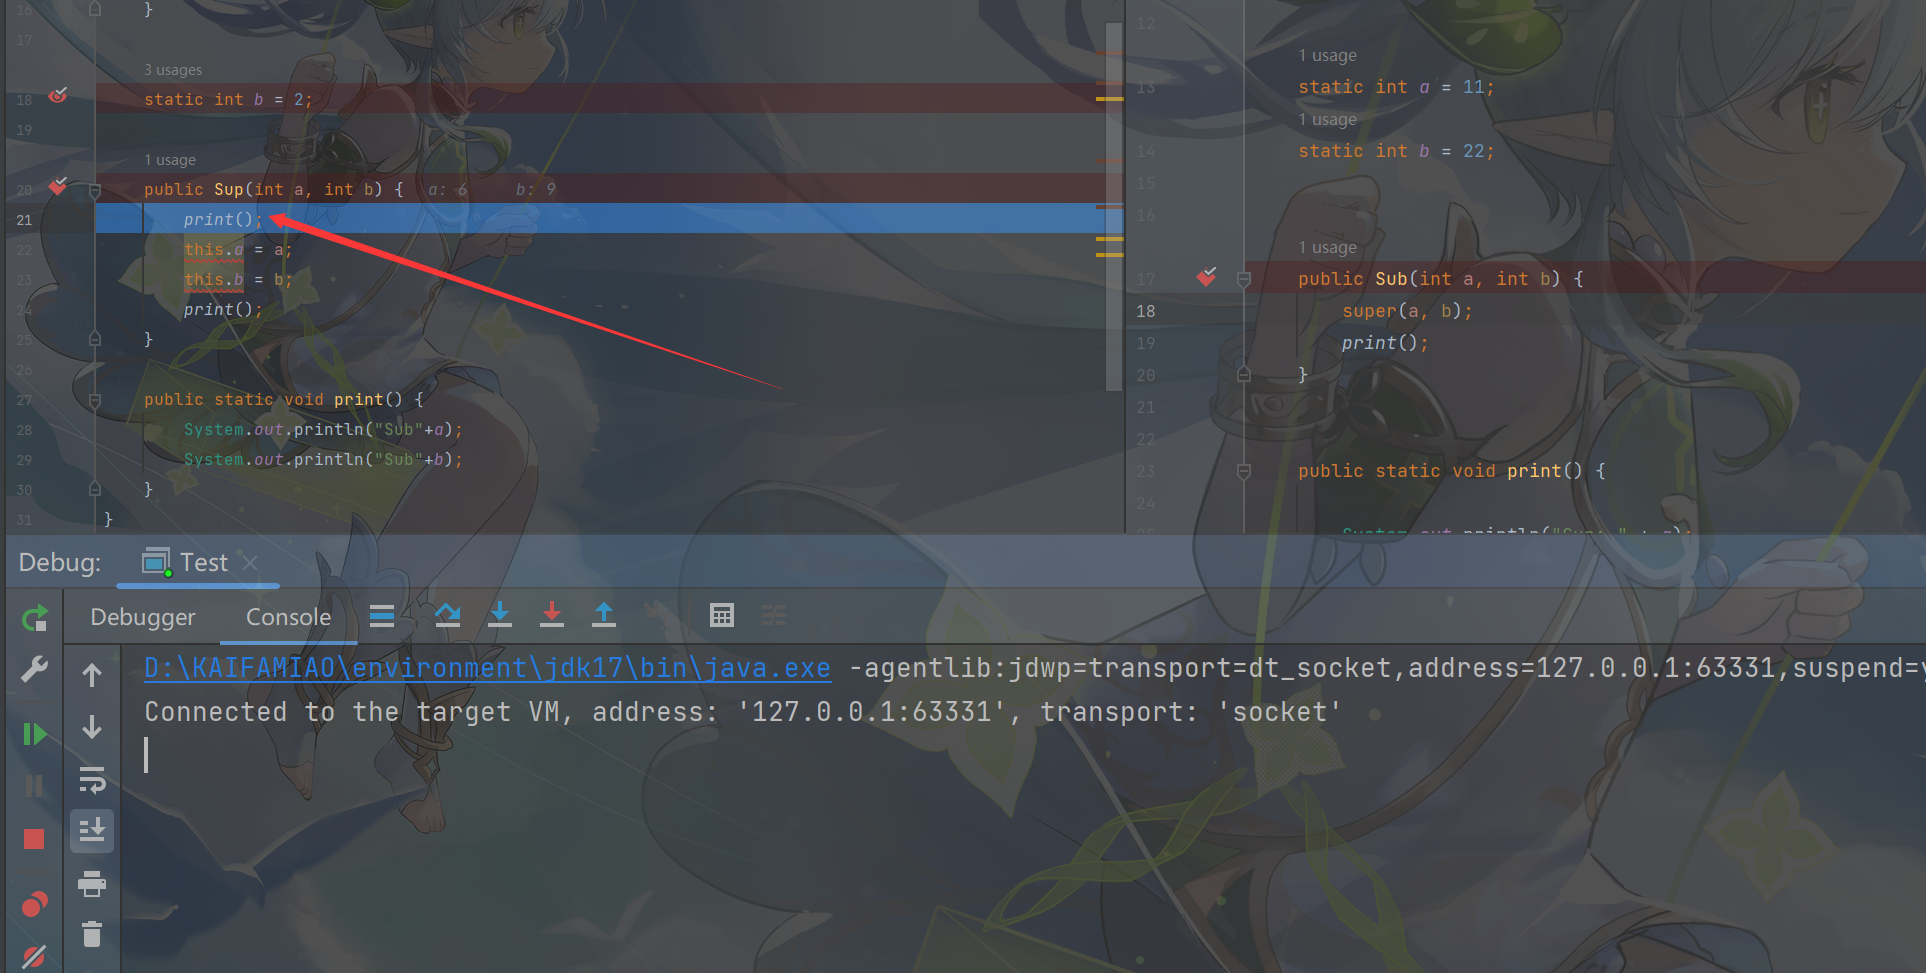 16 }
17
3 usages
18 static int b = 2;
19
1 usage
20 public Sup(int a, int b) { a: 6 b: 9
21 print();
22 this.a = a;
23 this.b = b;
24 print();
25 }
26
27 public static void print() {
28 System.out.println("Sub"+a);
29 System.out.println("Sub"+b);
30 }
31 }
12
1 usage
13 static int a = 11;
1 usage
14 static int b = 22;
15
16
1 usage
17 public Sub(int a, int b) {
18 super(a, b);
19 print();
20 }
21
22
23 public static void print() {
24
Debug: Test
Debugger Console
D:\KAIFAMIAO\environment\jdk17\bin\java.exe -agentlib:jdwp=transport=dt_socket,address=127.0.0.1:63331,suspend=y
Connected to the target VM, address: '127.0.0.1:63331', transport: 'socket'